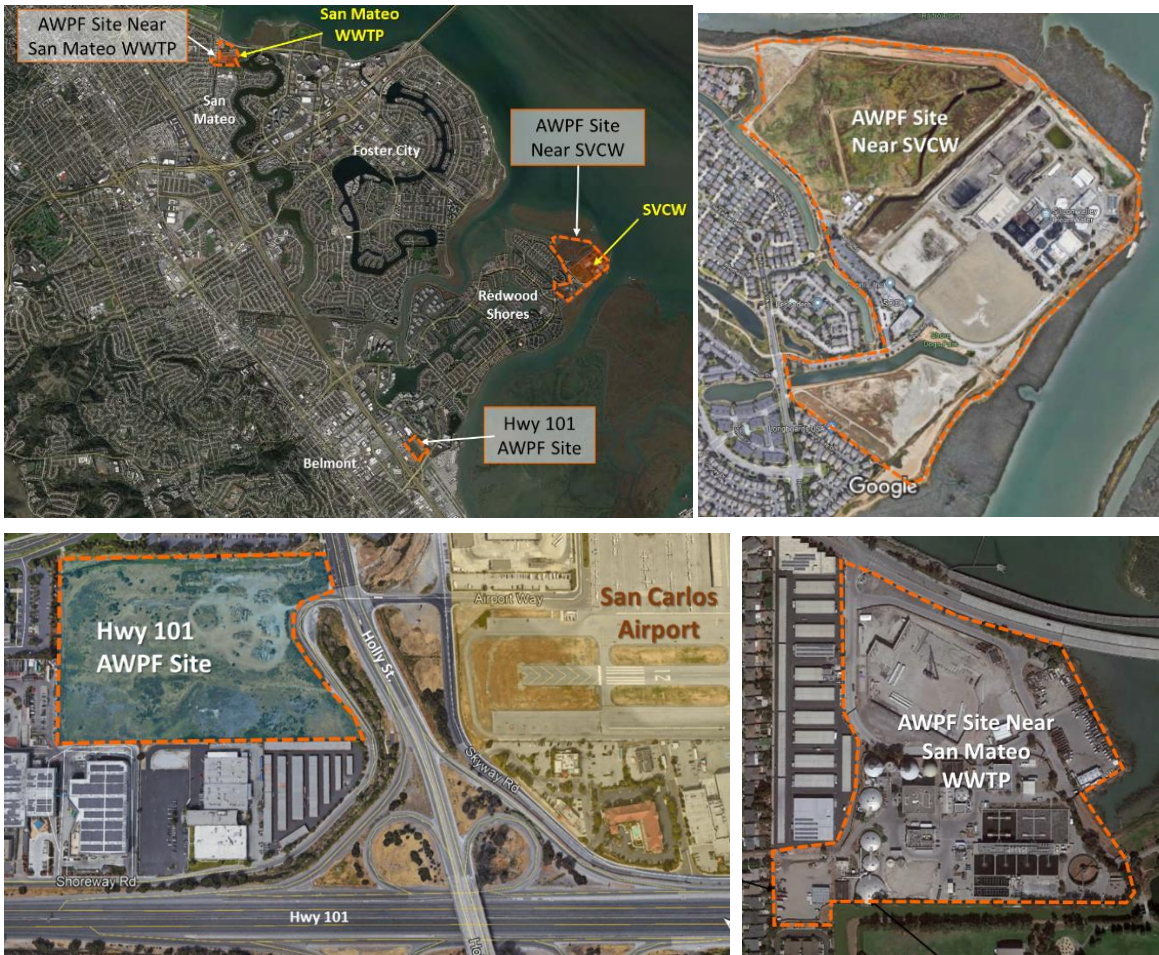 AWPF Site Near
San Mateo WWTP
San Mateo
WWTP
San
Mateo
Foster City
AWPF Site
Near SVCW
SVCW
Redwood
Shores
Hwy 101
AWPF Site
Belmont
AWPF Site
Near SVCW
Google
Hwy 101
AWPF Site
Holly St.
Airport Way
San Carlos
Airport
12
Skyway Rd
Shoreway Rd
Hwy 101
AWPF Site Near
San Mateo
WWTP